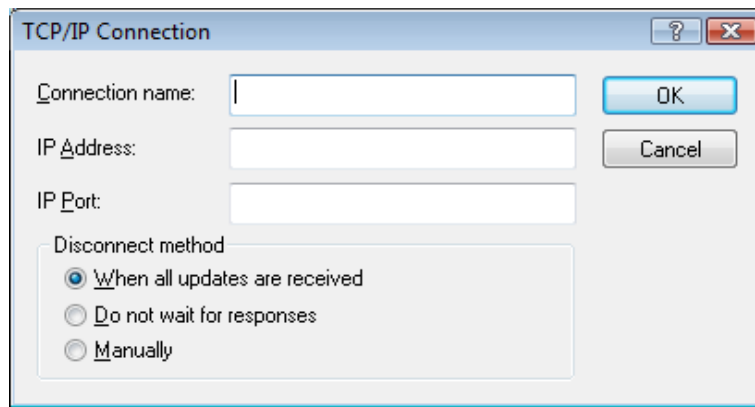 TCP/IP Connection
Connection name:
OK
IP Address:
Cancel
IP Port:
Disconnect method
When all updates are received
Do not wait for responses
Manually